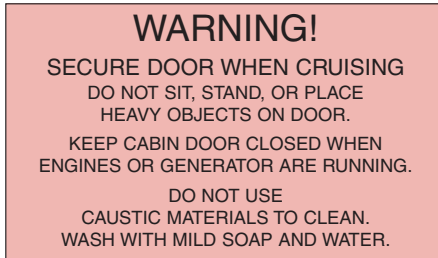 WARNING!
SECURE DOOR WHEN CRUISING
DO NOT SIT, STAND, OR PLACE
HEAVY OBJECTS ON DOOR.
KEEP CABIN DOOR CLOSED WHEN
ENGINES OR GENERATOR ARE RUNNING.
DO NOT USE
CAUSTIC MATERIALS TO CLEAN.
WASH WITH MILD SOAP AND WATER.